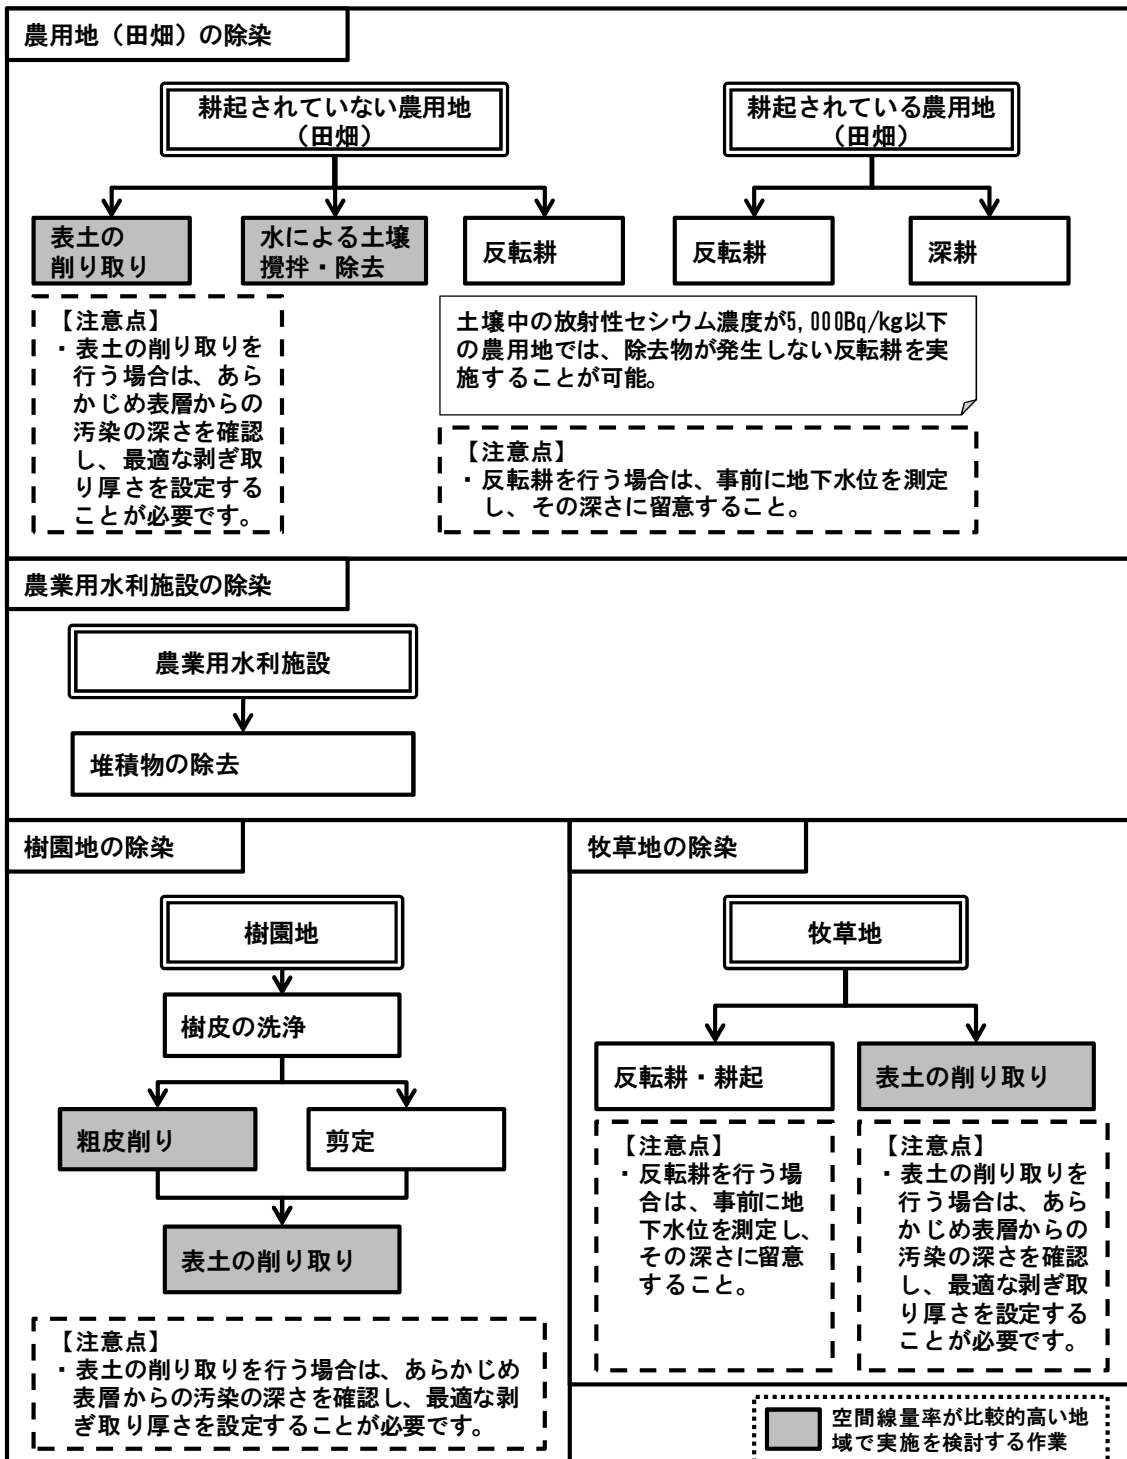 農用地（田畑）の除染
耕起されていない農用地
（田畑）
耕起されている農用地
（田畑）
表土の
削り取り
水による土壌
攪拌・除去
反転耕
反転耕
深耕
【注意点】
・表土の削り取りを
行う場合は、あら
かじめ表層からの
汚染の深さを確認
し、最適な剥ぎ取
り厚さを設定する
ことが必要です。
土壌中の放射性セシウム濃度が5,000Bq/kg以下
の農用地では、除去物が発生しない反転耕を実
施することが可能。
【注意点】
・反転耕を行う場合は、事前に地下水位を測定
し、その深さに留意すること。
農業用水利施設の除染
農業用水利施設
堆積物の除去
樹園地の除染
樹園地
樹皮の洗浄
粗皮削り
剪定
表土の削り取り
【注意点】
・表土の削り取りを行う場合は、あらかじめ
表層からの汚染の深さを確認し、最適な剥
ぎ取り厚さを設定することが必要です。
牧草地の除染
牧草地
反転耕・耕起
表土の削り取り
【注意点】
・反転耕を行う場
合は、事前に地
下水位を測定し、
その深さに留意
すること。
【注意点】
・表土の削り取りを
行う場合は、あら
かじめ表層からの
汚染の深さを確認
し、最適な剥ぎ取
り厚さを設定する
ことが必要です。
空間線量率が比較的高い地
域で実施を検討する作業